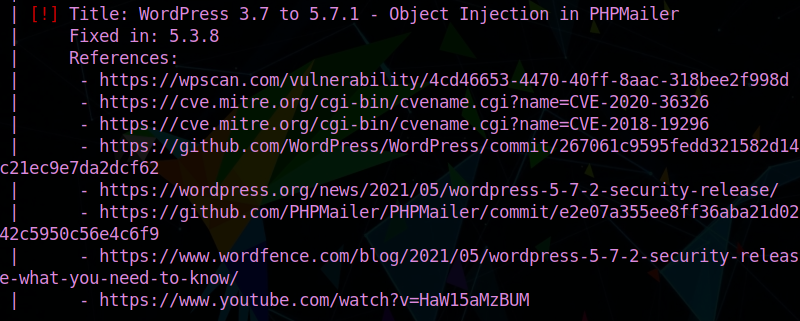 | [!] Title: WordPress 3.7 to 5.7.1 - Object Injection in PHPMailer
|     Fixed in: 5.3.8
|     References:
|      - https://wpscan.com/vulnerability/4cd46653-4470-40ff-8aac-318bee2f998d
|      - https://cve.mitre.org/cgi-bin/cvename.cgi?name=CVE-2020-36326
|      - https://cve.mitre.org/cgi-bin/cvename.cgi?name=CVE-2018-19296
|      - https://github.com/WordPress/WordPress/commit/267061c9595fedd321582d14
c21ec9e7da2dcf62
|      - https://wordpress.org/news/2021/05/wordpress-5-7-2-security-release/
|      - https://github.com/PHPMailer/PHPMailer/commit/e2e07a355ee8ff36aba21d02
42c5950c56e4c6f9
|      - https://www.wordfence.com/blog/2021/05/wordpress-5-7-2-security-releas
e-what-you-need-to-know/
|      - https://www.youtube.com/watch?v=HaW15aMzBUM